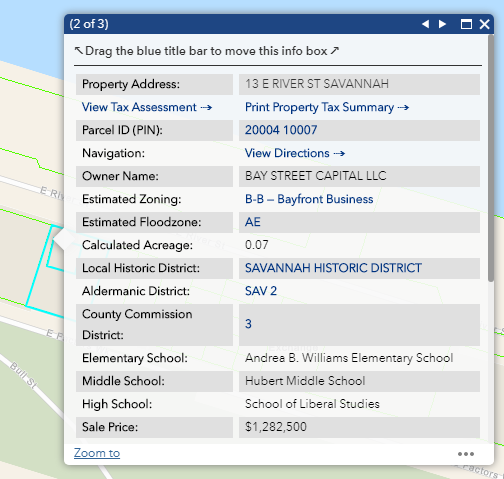 (2 of 3)
↖Drag the blue title bar to move this info box↗
Property Address: 13 E RIVER ST SAVANNAH
View Tax Assessment ⇢ Print Property Tax Summary ⇢
Parcel ID (PIN): 20004 10007
Navigation: View Directions ⇢
Owner Name: BAY STREET CAPITAL LLC
Estimated Zoning: B-B – Bayfront Business
Estimated Floodzone: AE
Calculated Acreage: 0.07
Local Historic District: SAVANNAH HISTORIC DISTRICT
Aldermanic District: SAV 2
County Commission
District: 3
Elementary School: Andrea B. Williams Elementary School
Middle School: Hubert Middle School
High School: School of Liberal Studies
Sale Price: $1,282,500
Zoom to
E Riv
E F
Bull St
Factors